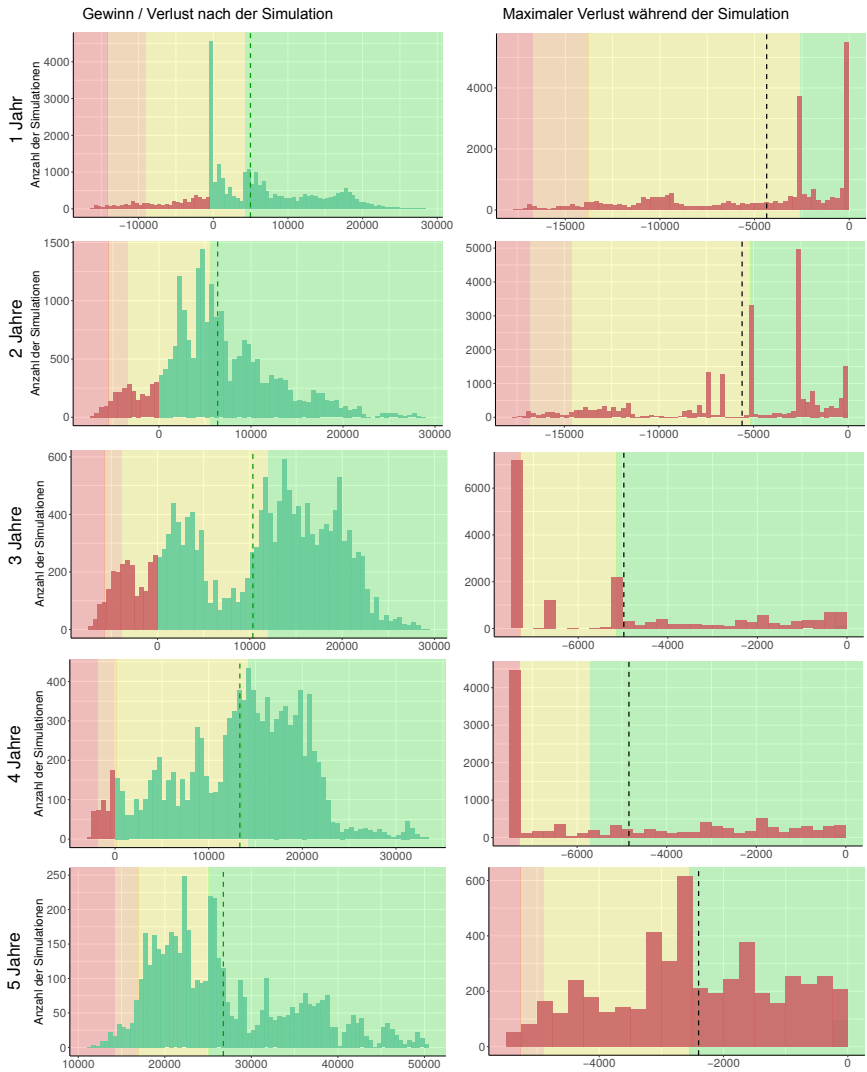 Gewinn / Verlust nach der Simulation
Maximaler Verlust während der Simulation
1 Jahr
Anzahl der Simulationen
4000
3000
2000
1000
0
−10000 0 10000 20000 30000
4000
2000
0
−15000 −10000 −5000 0
2 Jahre
Anzahl der Simulationen
1500
1000
500
0
0 10000 20000 30000
5000
4000
3000
2000
1000
0
−15000 −10000 −5000 0
3 Jahre
Anzahl der Simulationen
600
400
200
0
0 10000 20000 30000
6000
4000
2000
0
−6000 −4000 −2000 0
4 Jahre
Anzahl der Simulationen
400
300
200
100
0
0 10000 20000 30000
4000
3000
2000
1000
0
−6000 −4000 −2000 0
5 Jahre
Anzahl der Simulationen
250
200
150
100
50
0
10000 20000 30000 40000 50000
600
400
200
0
−4000 −2000 0